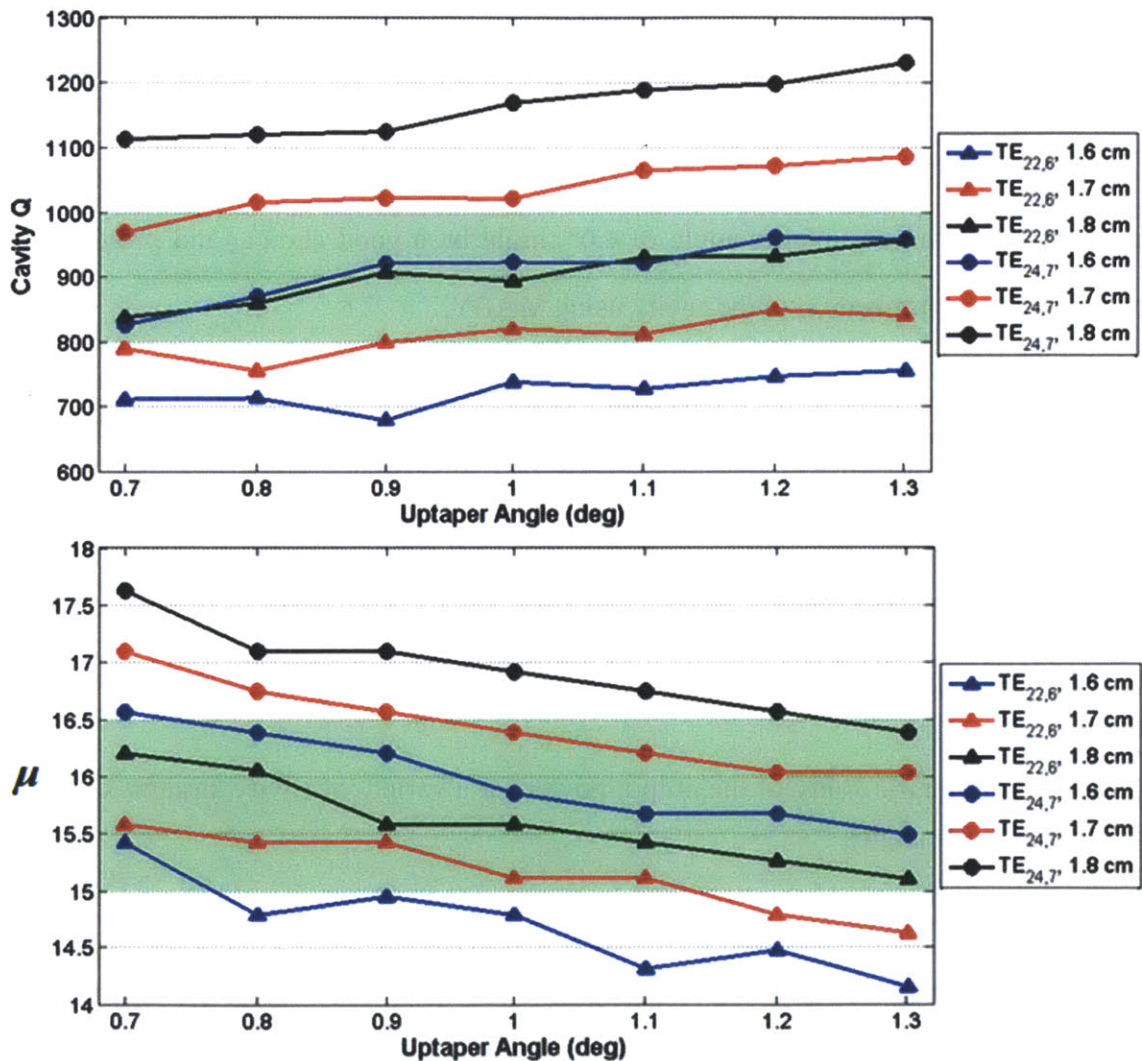 1300
1200
1100
1000
900
800
700
600
Cavity Q
0.7 0.8 0.9 1 1.1 1.2 1.3
Uptaper Angle (deg)
TE22,6, 1.6 cm
TE22,6, 1.7 cm
TE22,6, 1.8 cm
TE24,7, 1.6 cm
TE24,7, 1.7 cm
TE24,7, 1.8 cm
18
17.5
17
16.5
16
15.5
15
14.5
14
μ
0.7 0.8 0.9 1 1.1 1.2 1.3
Uptaper Angle (deg)
TE22,6, 1.6 cm
TE22,6, 1.7 cm
TE22,6, 1.8 cm
TE24,7, 1.6 cm
TE24,7, 1.7 cm
TE24,7, 1.8 cm